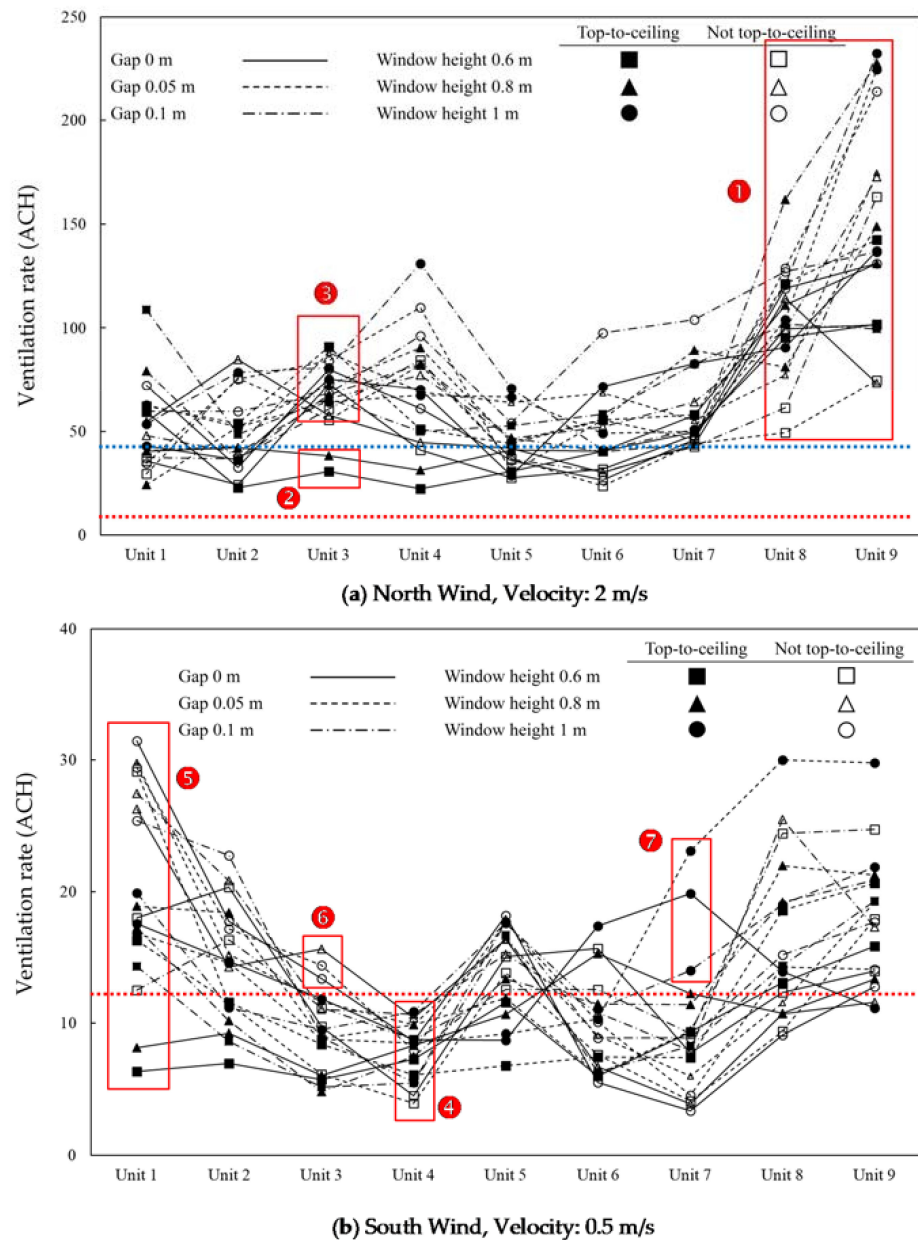 250
200
150
100
50
0
Ventilation rate (ACH)
Top-to-ceiling Not top-to-ceiling
Gap 0 m Window height 0.6 m
Gap 0.05 m Window height 0.8 m
Gap 0.1 m Window height 1 m
1
3
2
Unit 1 Unit 2 Unit 3 Unit 4 Unit 5 Unit 6 Unit 7 Unit 8 Unit 9
(a) North Wind, Velocity: 2 m/s
40
30
20
10
0
Ventilation rate (ACH)
Top-to-ceiling Not top-to-ceiling
Gap 0 m Window height 0.6 m
Gap 0.05 m Window height 0.8 m
Gap 0.1 m Window height 1 m
5
7
6
4
Unit 1 Unit 2 Unit 3 Unit 4 Unit 5 Unit 6 Unit 7 Unit 8 Unit 9
(b) South Wind, Velocity: 0.5 m/s